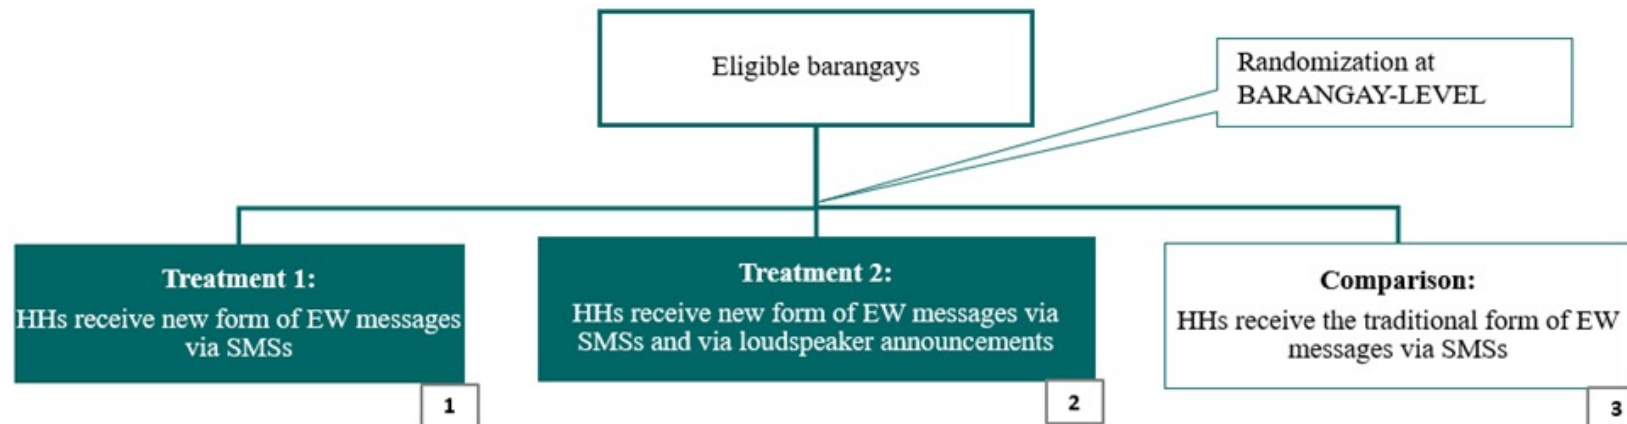 Eligible barangays
Randomization at
BARANGAY-LEVEL
Treatment 1:
HHs receive new form of EW messages
via SMSs
1
Treatment 2:
HHs receive new form of EW messages via
SMSs and via loudspeaker announcements
2
Comparison:
HHs receive the traditional form of EW
messages via SMSs
3